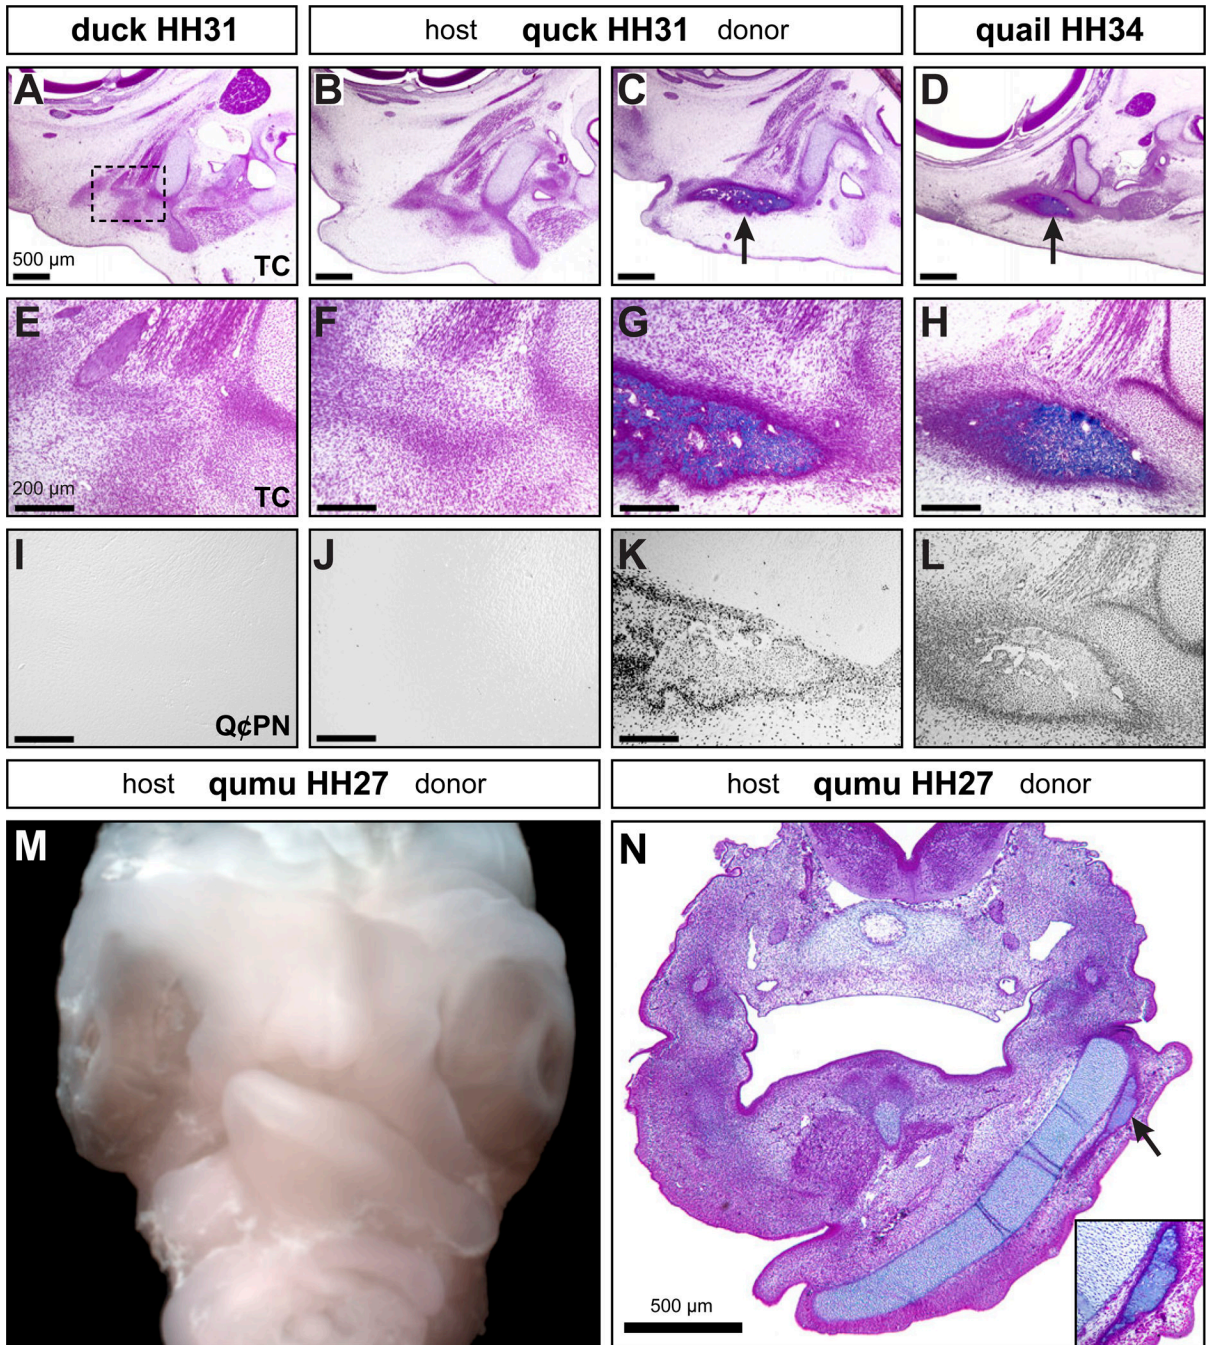 duck HH31
host quck HH31 donor
quail HH34
A
B
C
D
500 µm
TC
E
F
G
H
200 µm
TC
I
J
K
L
Q¢PN
host qumu HH27 donor
host qumu HH27 donor
M
N
500 µm